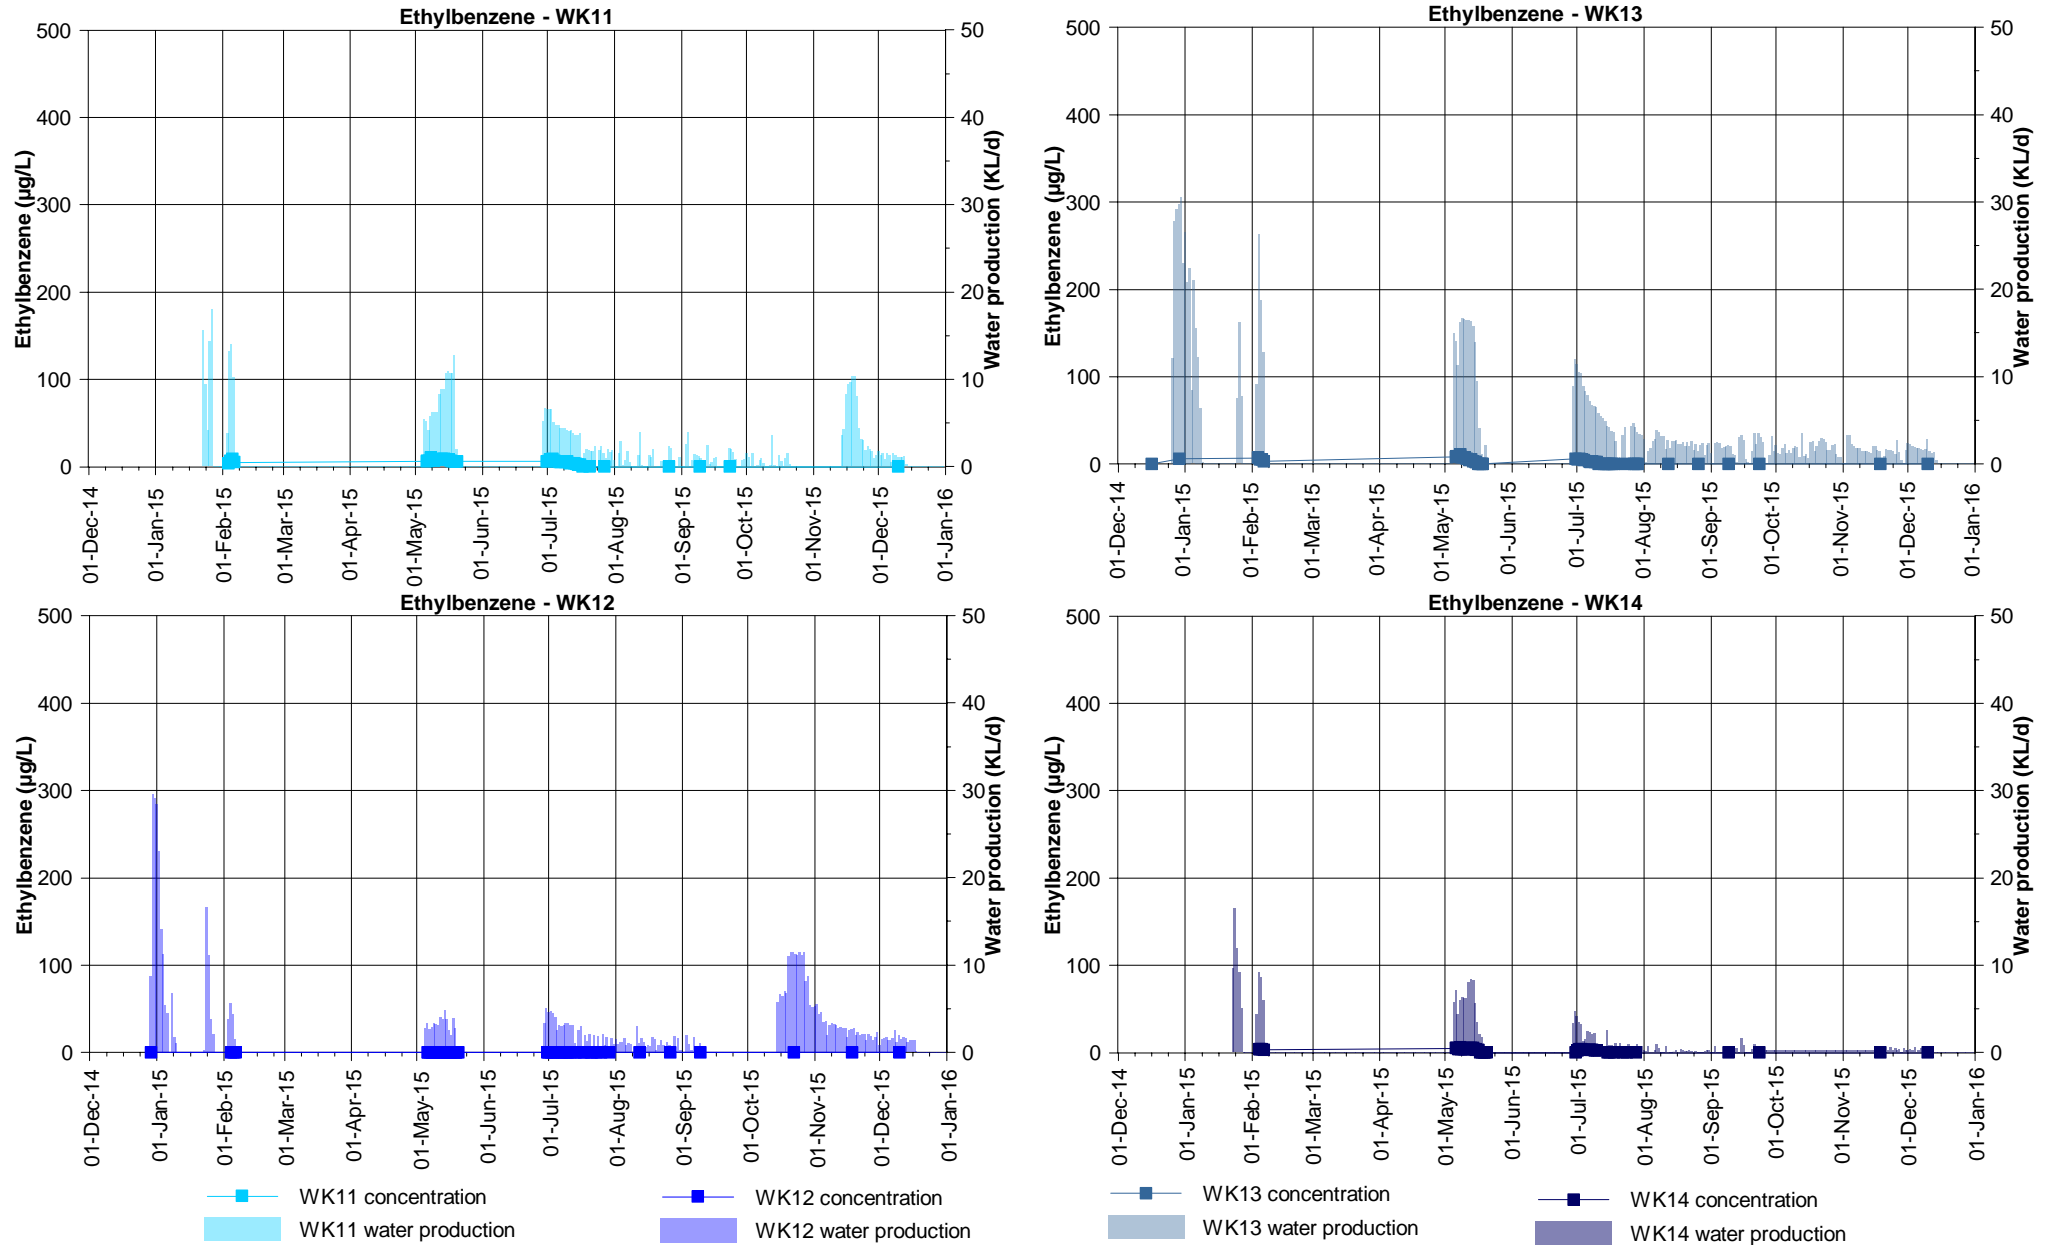 Ethylbenzene - WK11
500
400
300
200
100
0
Ethylbenzene (µg/L)
50
40
30
20
10
0
Water production (KL/d)
01-Dec-14
01-Jan-15
01-Feb-15
01-Mar-15
01-Apr-15
01-May-15
01-Jun-15
01-Jul-15
01-Aug-15
01-Sep-15
01-Oct-15
01-Nov-15
01-Dec-15
01-Jan-16
Ethylbenzene - WK13
500
400
300
200
100
0
Ethylbenzene (µg/L)
50
40
30
20
10
0
Water production (KL/d)
01-Dec-14
01-Jan-15
01-Feb-15
01-Mar-15
01-Apr-15
01-May-15
01-Jun-15
01-Jul-15
01-Aug-15
01-Sep-15
01-Oct-15
01-Nov-15
01-Dec-15
01-Jan-16
Ethylbenzene - WK12
500
400
300
200
100
0
Ethylbenzene (µg/L)
50
40
30
20
10
0
Water production (KL/d)
01-Dec-14
01-Jan-15
01-Feb-15
01-Mar-15
01-Apr-15
01-May-15
01-Jun-15
01-Jul-15
01-Aug-15
01-Sep-15
01-Oct-15
01-Nov-15
01-Dec-15
01-Jan-16
Ethylbenzene - WK14
500
400
300
200
100
0
Ethylbenzene (µg/L)
50
40
30
20
10
0
Water production (KL/d)
01-Dec-14
01-Jan-15
01-Feb-15
01-Mar-15
01-Apr-15
01-May-15
01-Jun-15
01-Jul-15
01-Aug-15
01-Sep-15
01-Oct-15
01-Nov-15
01-Dec-15
01-Jan-16
WK11 concentration
WK11 water production
WK12 concentration
WK12 water production
WK13 concentration
WK13 water production
WK14 concentration
WK14 water production